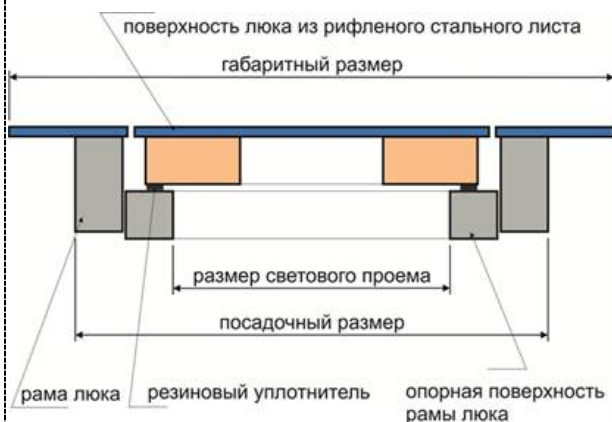 поверхность люка из рифленого стального листа
габаритный размер
размер светового проема
посадочный размер
рама люка
резиновый уплотнитель
опорная поверхность
рамы люка